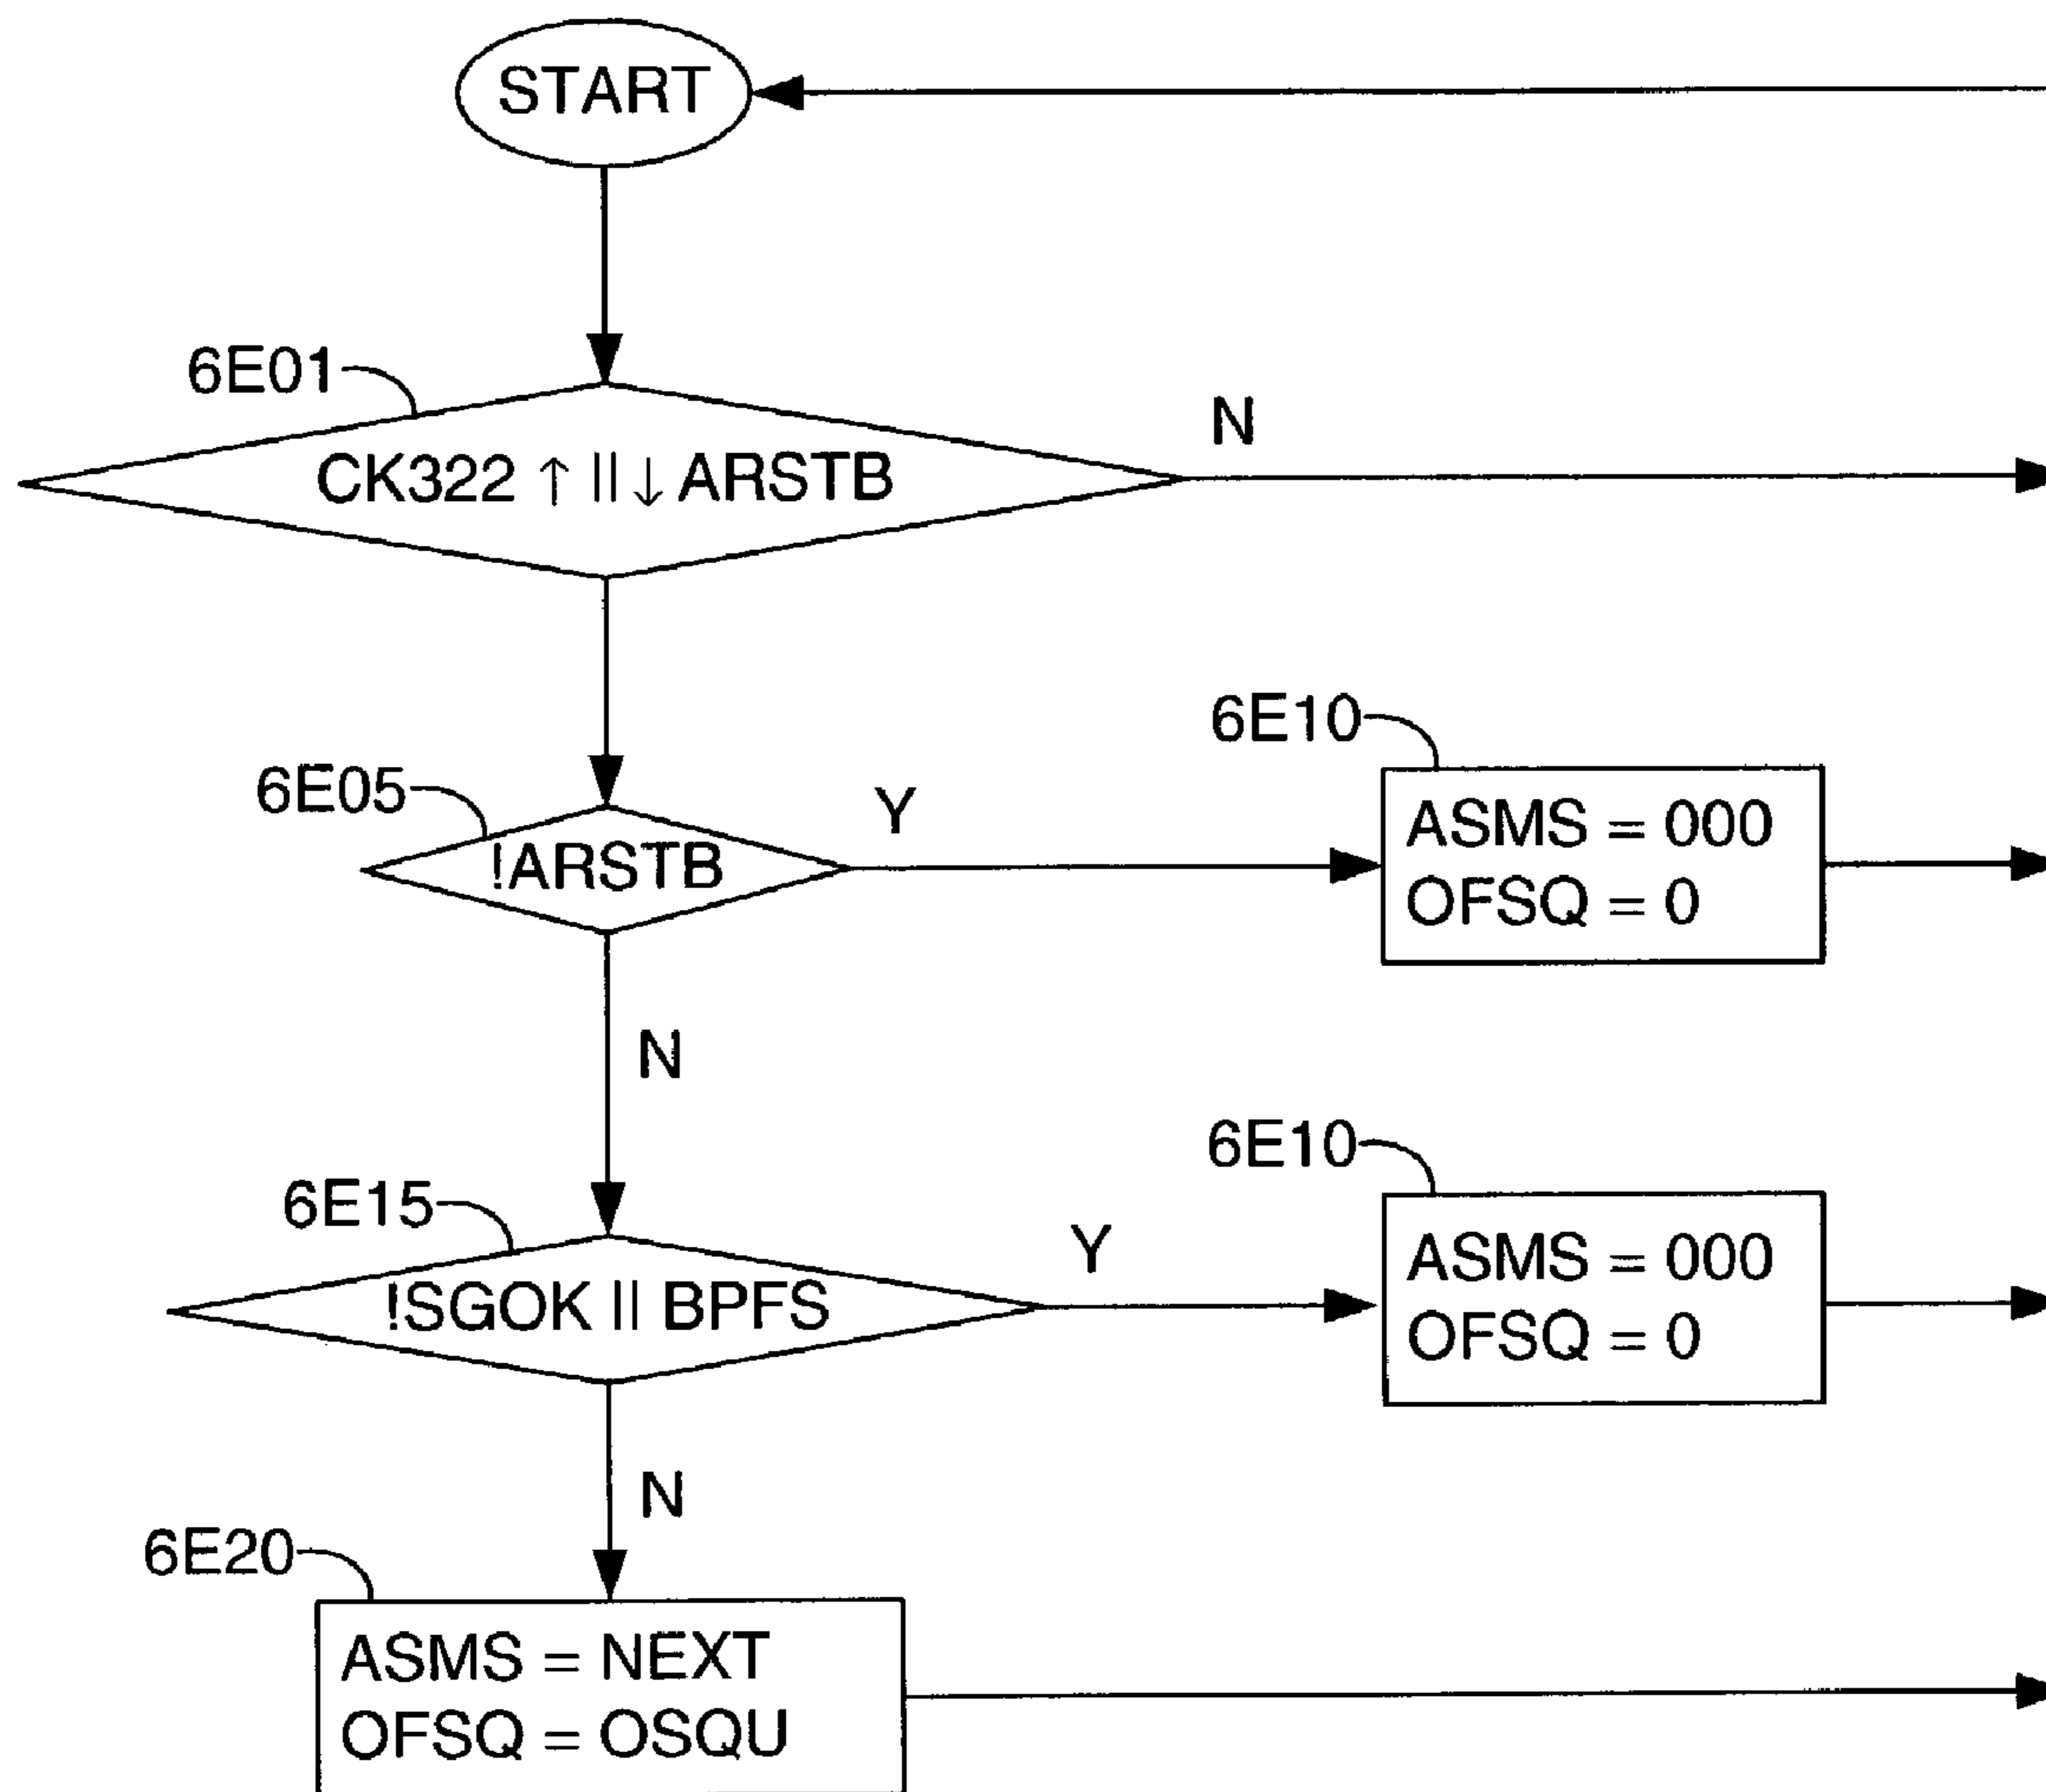 START
6E01
N
CK322 ↑ || ↓ ARSTB
6E10
6E05
Y
ASMS = 000
!ARSTB
OFSQ = 0
N
6E10
6E15
Y
ASMS = 000
!SGOK || BPFS
OFSQ = 0
N
6E20
ASMS = NEXT
OFSQ = OSQU